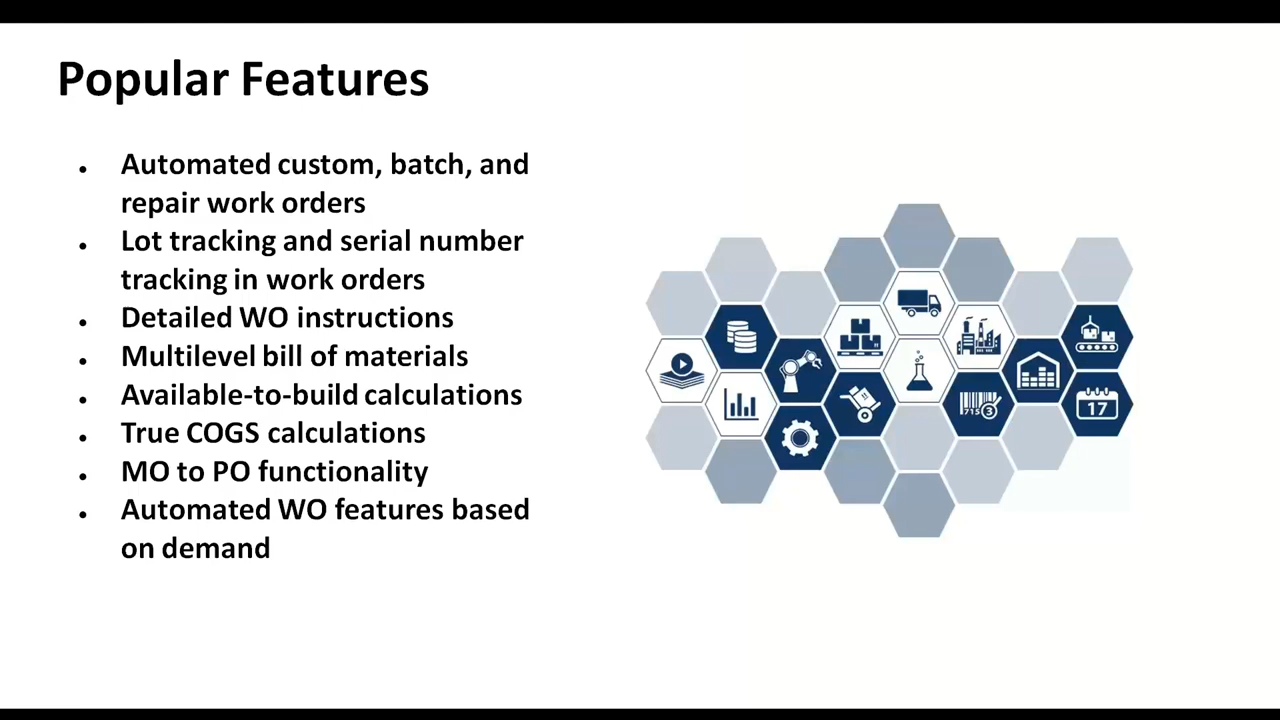 Popular Features
• Automated custom, batch, and
repair work orders
• Lot tracking and serial number
tracking in work orders
• Detailed WO instructions
• Multilevel bill of materials
• Available-to-build calculations
• True COGS calculations
• MO to PO functionality
• Automated WO features based
on demand
715 3
17